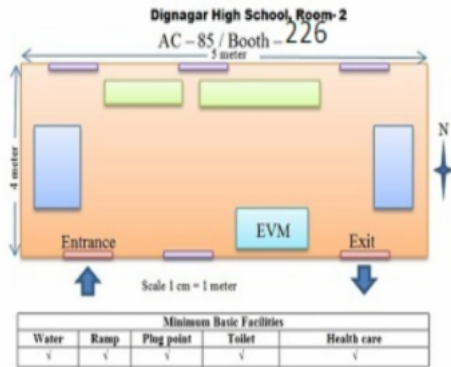 Dignagar High School, Room- 2
AC – 85 / Booth – 226
5 meter
4 meter
N
EVM
Entrance
Exit
Scale 1 cm = 1 meter
Minimum Basic Facilities
Water Ramp Plug point Toilet Health care
√ √ √ √ √